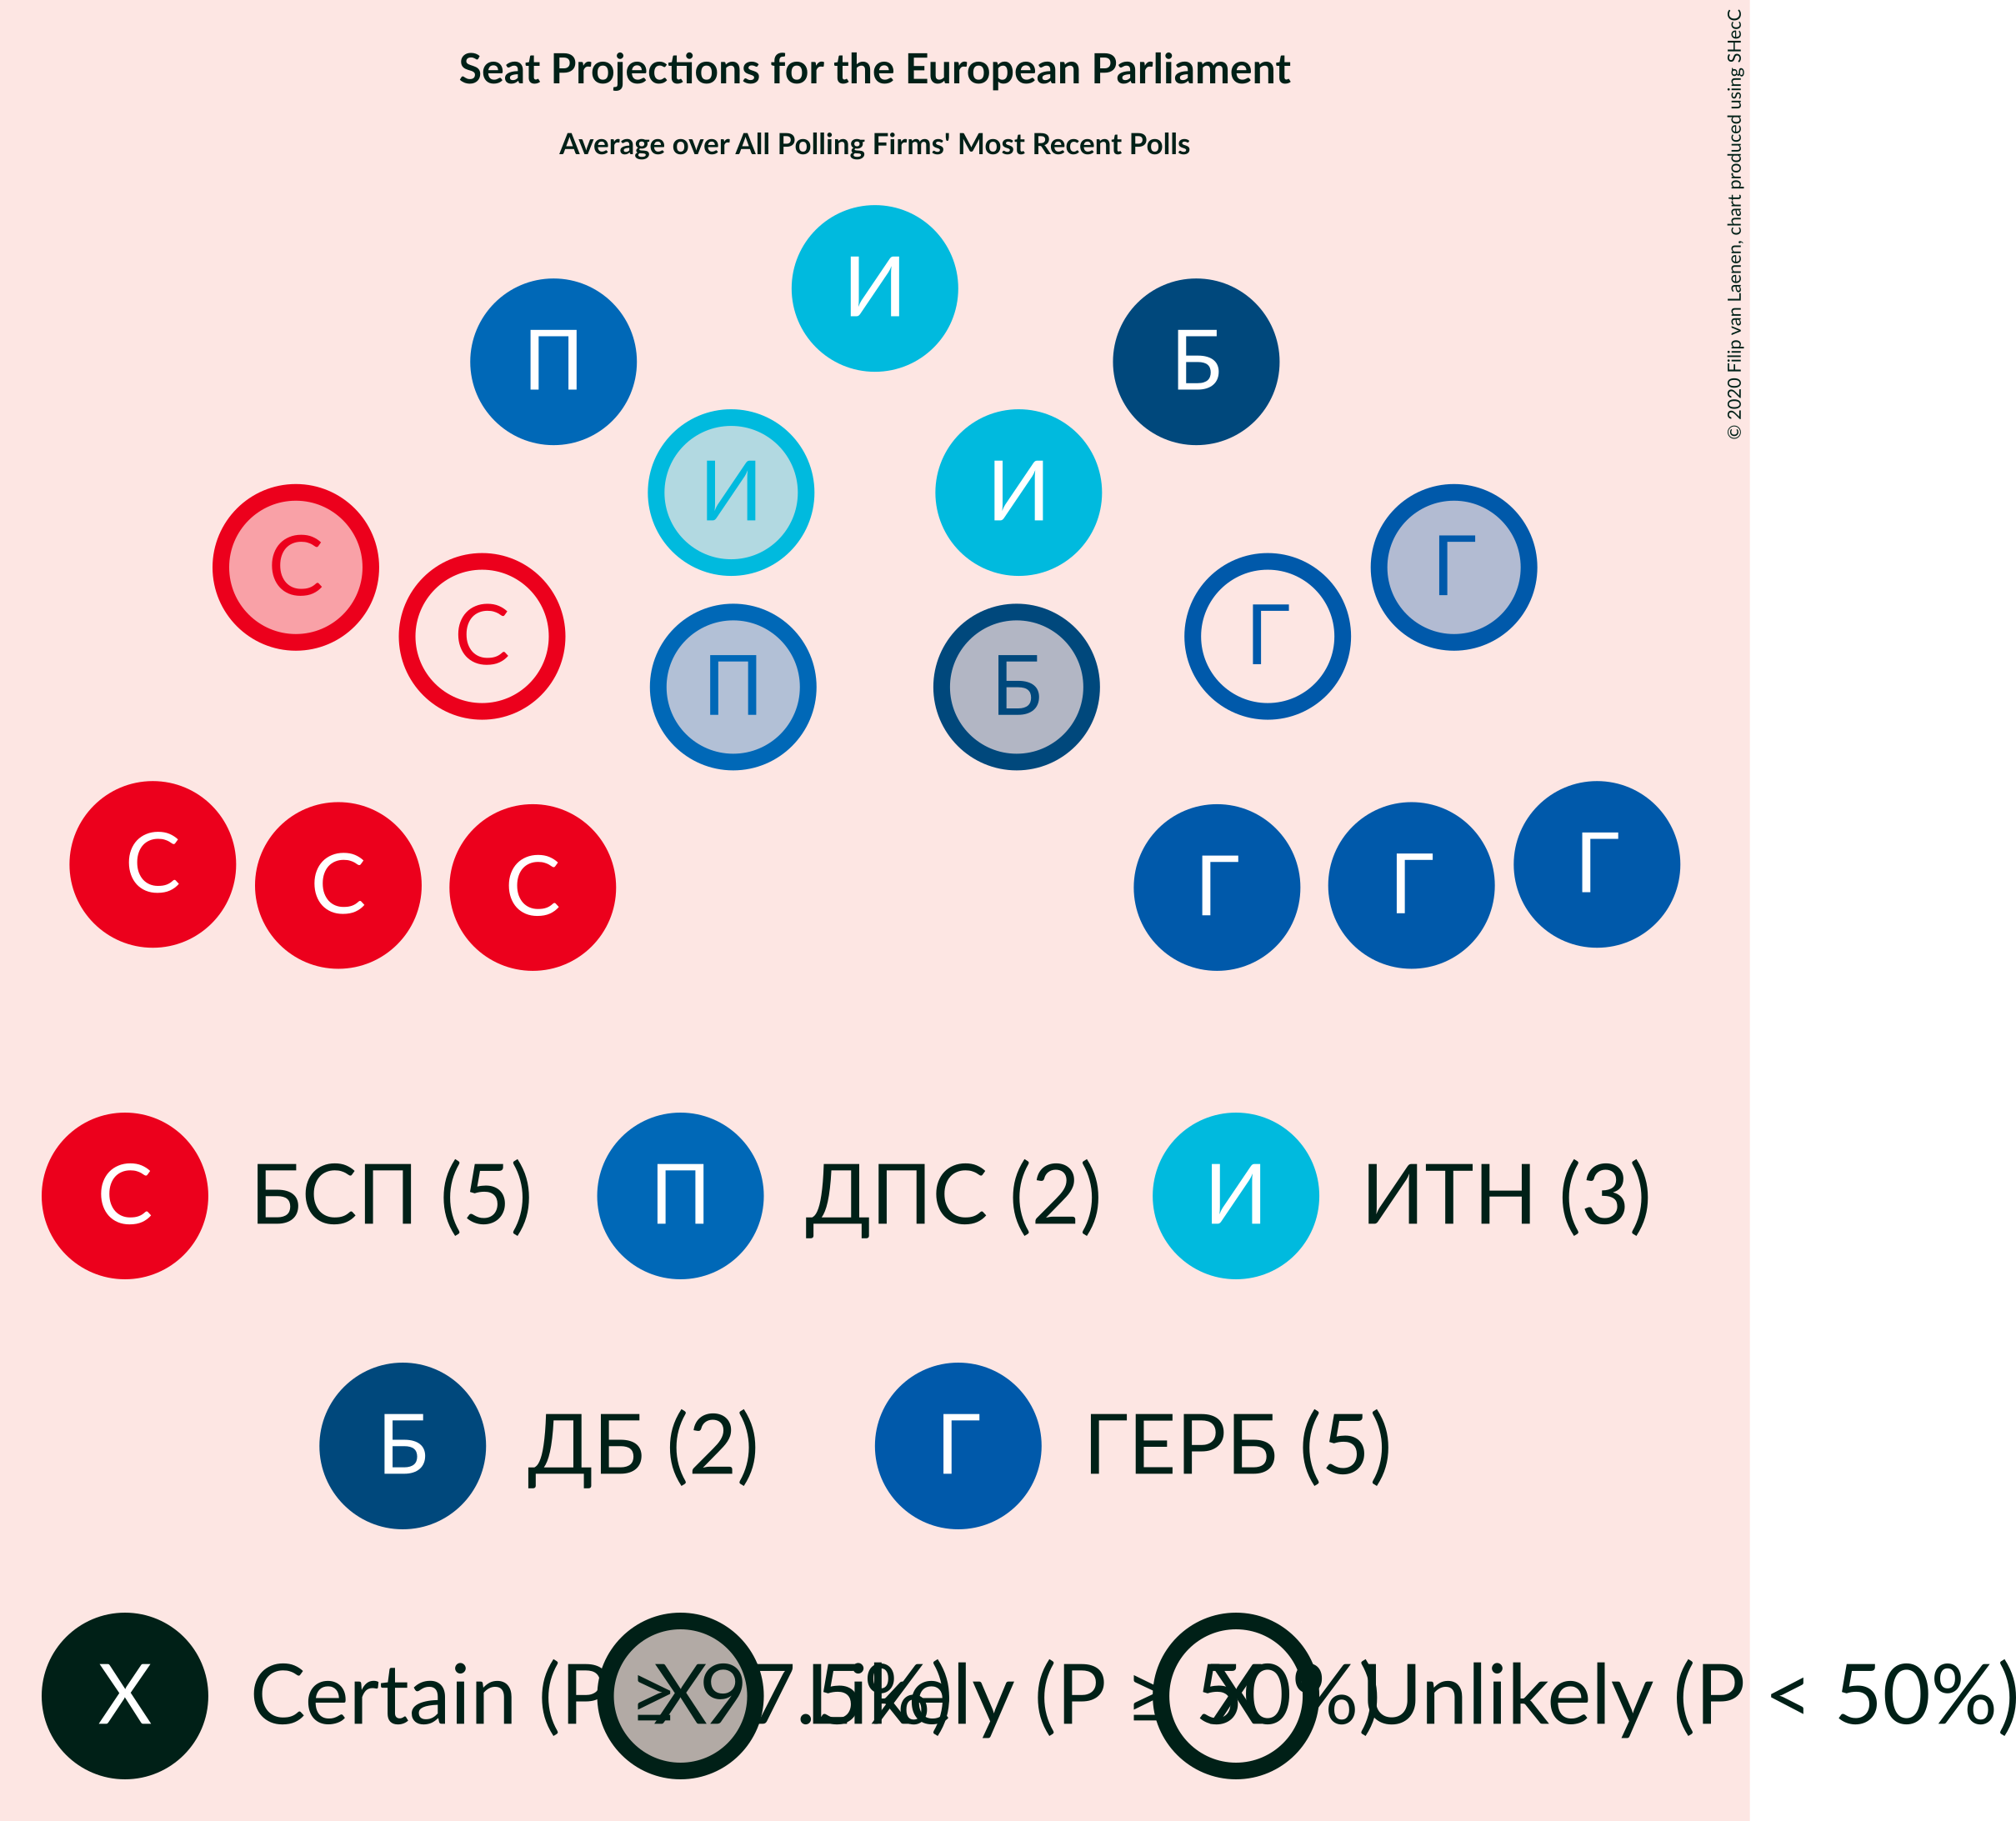 Seat Projections for the European Parliament
Average over All Polling Firms' Most Recent Polls
© 2020 Filip van Laenen, chart produced using SHecC
И
П Б
И И
С Г
С Г
П Б
С Г
С Г
С Г
С БСП (5) П ДПС (2) И ИТН (3)
Б ДБ (2) Г ГЕРБ (5)
X Certain (P ≥ 97.5%) X Likely (P ≥ 50%) X Unlikely (P < 50%)